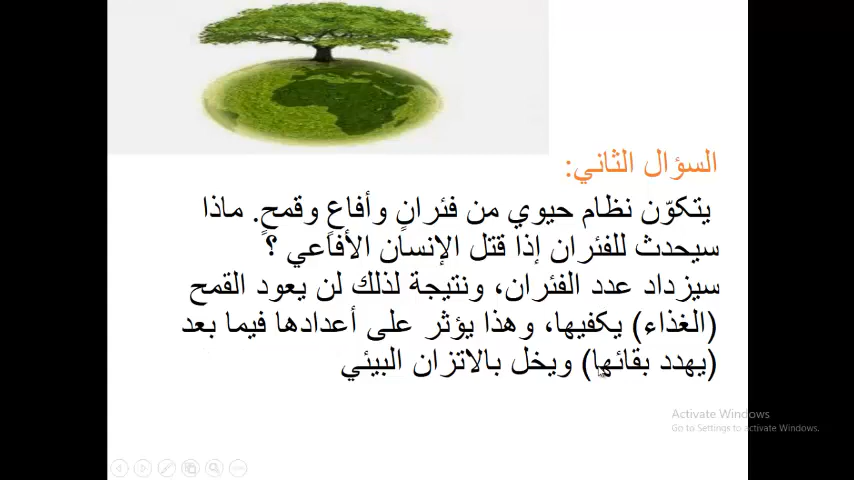 السؤال الثاني:
يتكوّن نظام حيوي من فئرانٍ وأفاعٍ وقمحٍ. ماذا
سيحدث للفئران إذا قتل الإنسان الأفاعي ؟
سيزداد عدد الفئران، ونتيجة لذلك لن يعود القمح
(الغذاء) يكفيها، وهذا يؤثر على أعدادها فيما بعد
(يهدد بقائها) ويخل بالاتزان البيئي
Activate Windows
Go to Settings to activate Windows.